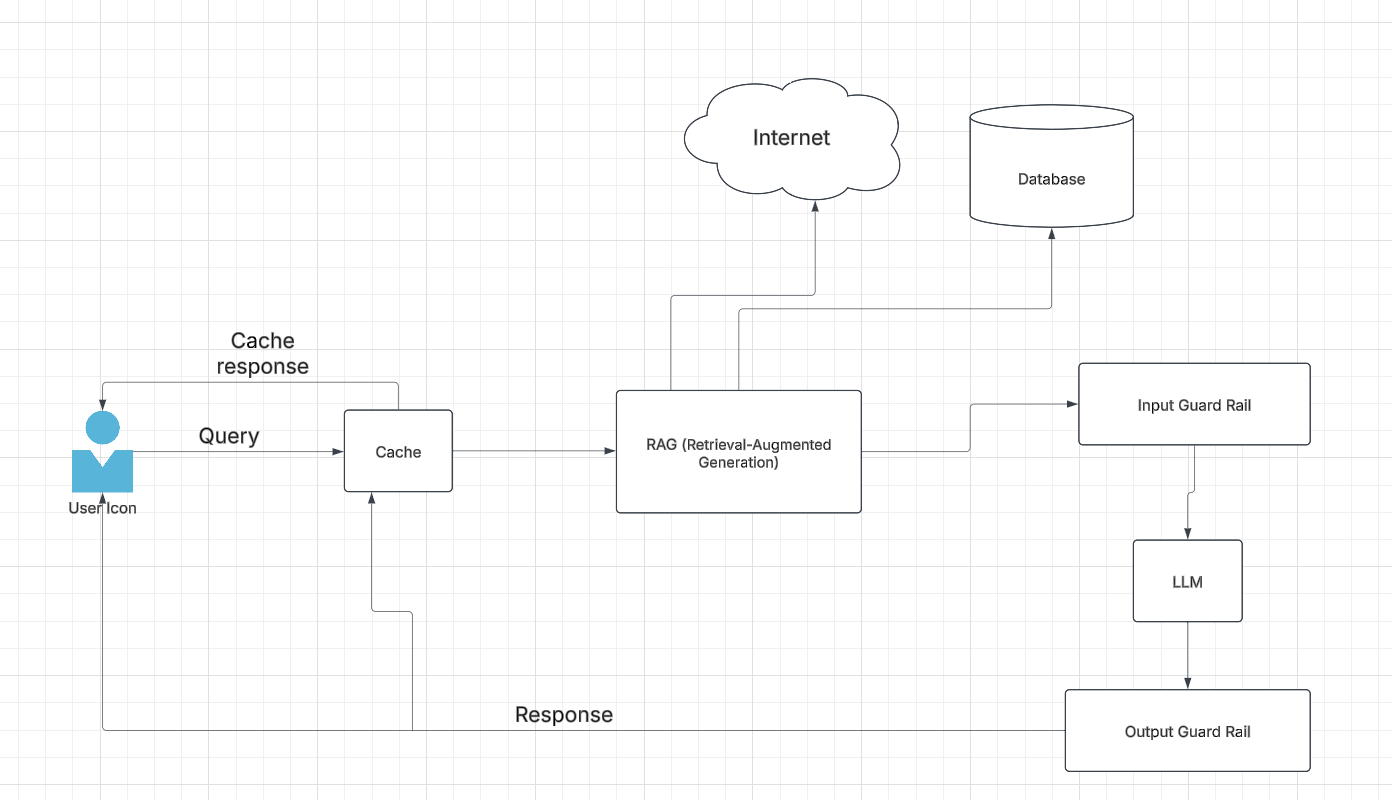 Internet
Database
Cache
response
Query
Cache
User Icon
RAG (Retrieval-Augmented
Generation)
Input Guard Rail
LLM
Response
Output Guard Rail